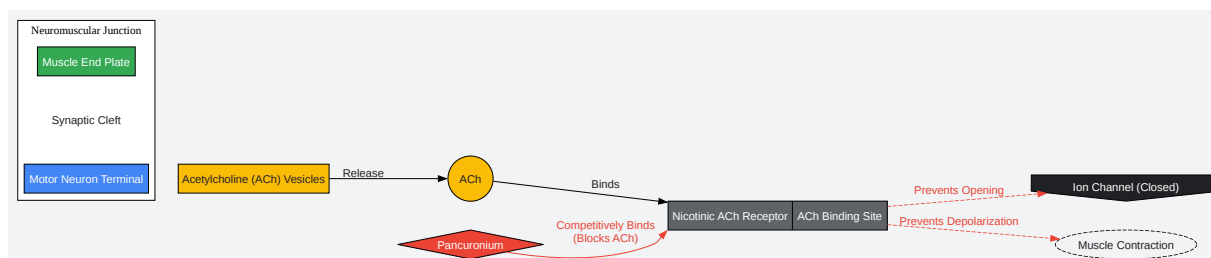 Neuromuscular Junction
Muscle End Plate
Synaptic Cleft
Motor Neuron Terminal
Acetylcholine (ACh) Vesicles
Release
ACh
Binds
Pancuronium
Competitively Binds
(Blocks ACh)
Nicotinic ACh Receptor
ACh Binding Site
Prevents Opening
Prevents Depolarization
Ion Channel (Closed)
Muscle Contraction